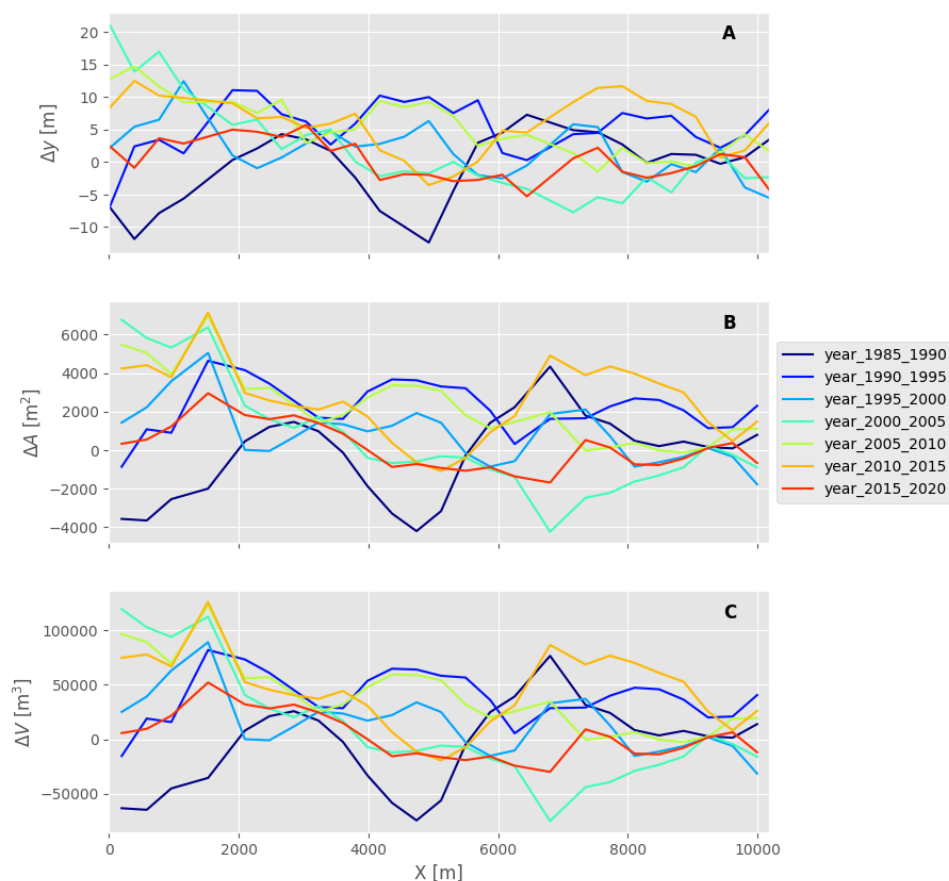 A
20
15
10
5
0
−5
−10
Δy [m]
B
6000
4000
2000
0
−2000
−4000
ΔA [m²]
year_1985_1990
year_1990_1995
year_1995_2000
year_2000_2005
year_2005_2010
year_2010_2015
year_2015_2020
C
100000
50000
0
−50000
ΔV [m³]
0 2000 4000 6000 8000 10000
X [m]